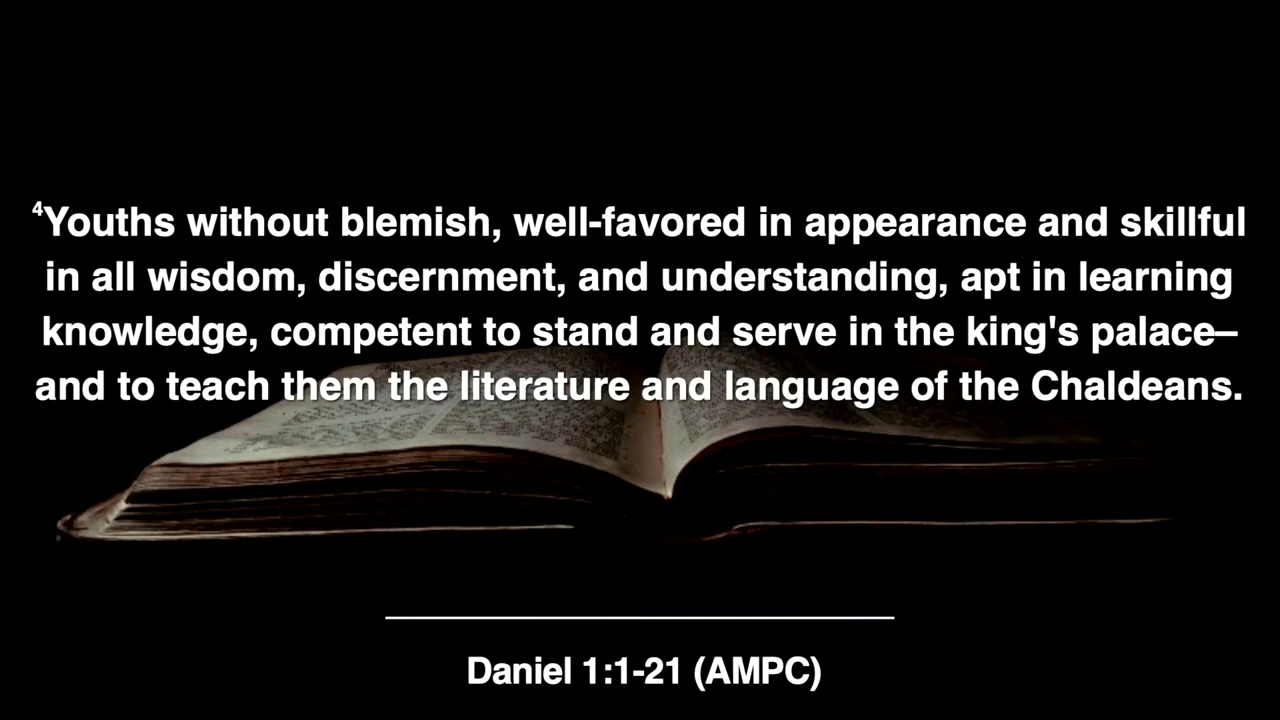 ⁴Youths without blemish, well-favored in appearance and skillful
in all wisdom, discernment, and understanding, apt in learning
knowledge, competent to stand and serve in the king's palace—
and to teach them the literature and language of the Chaldeans.
Daniel 1:1-21 (AMPC)